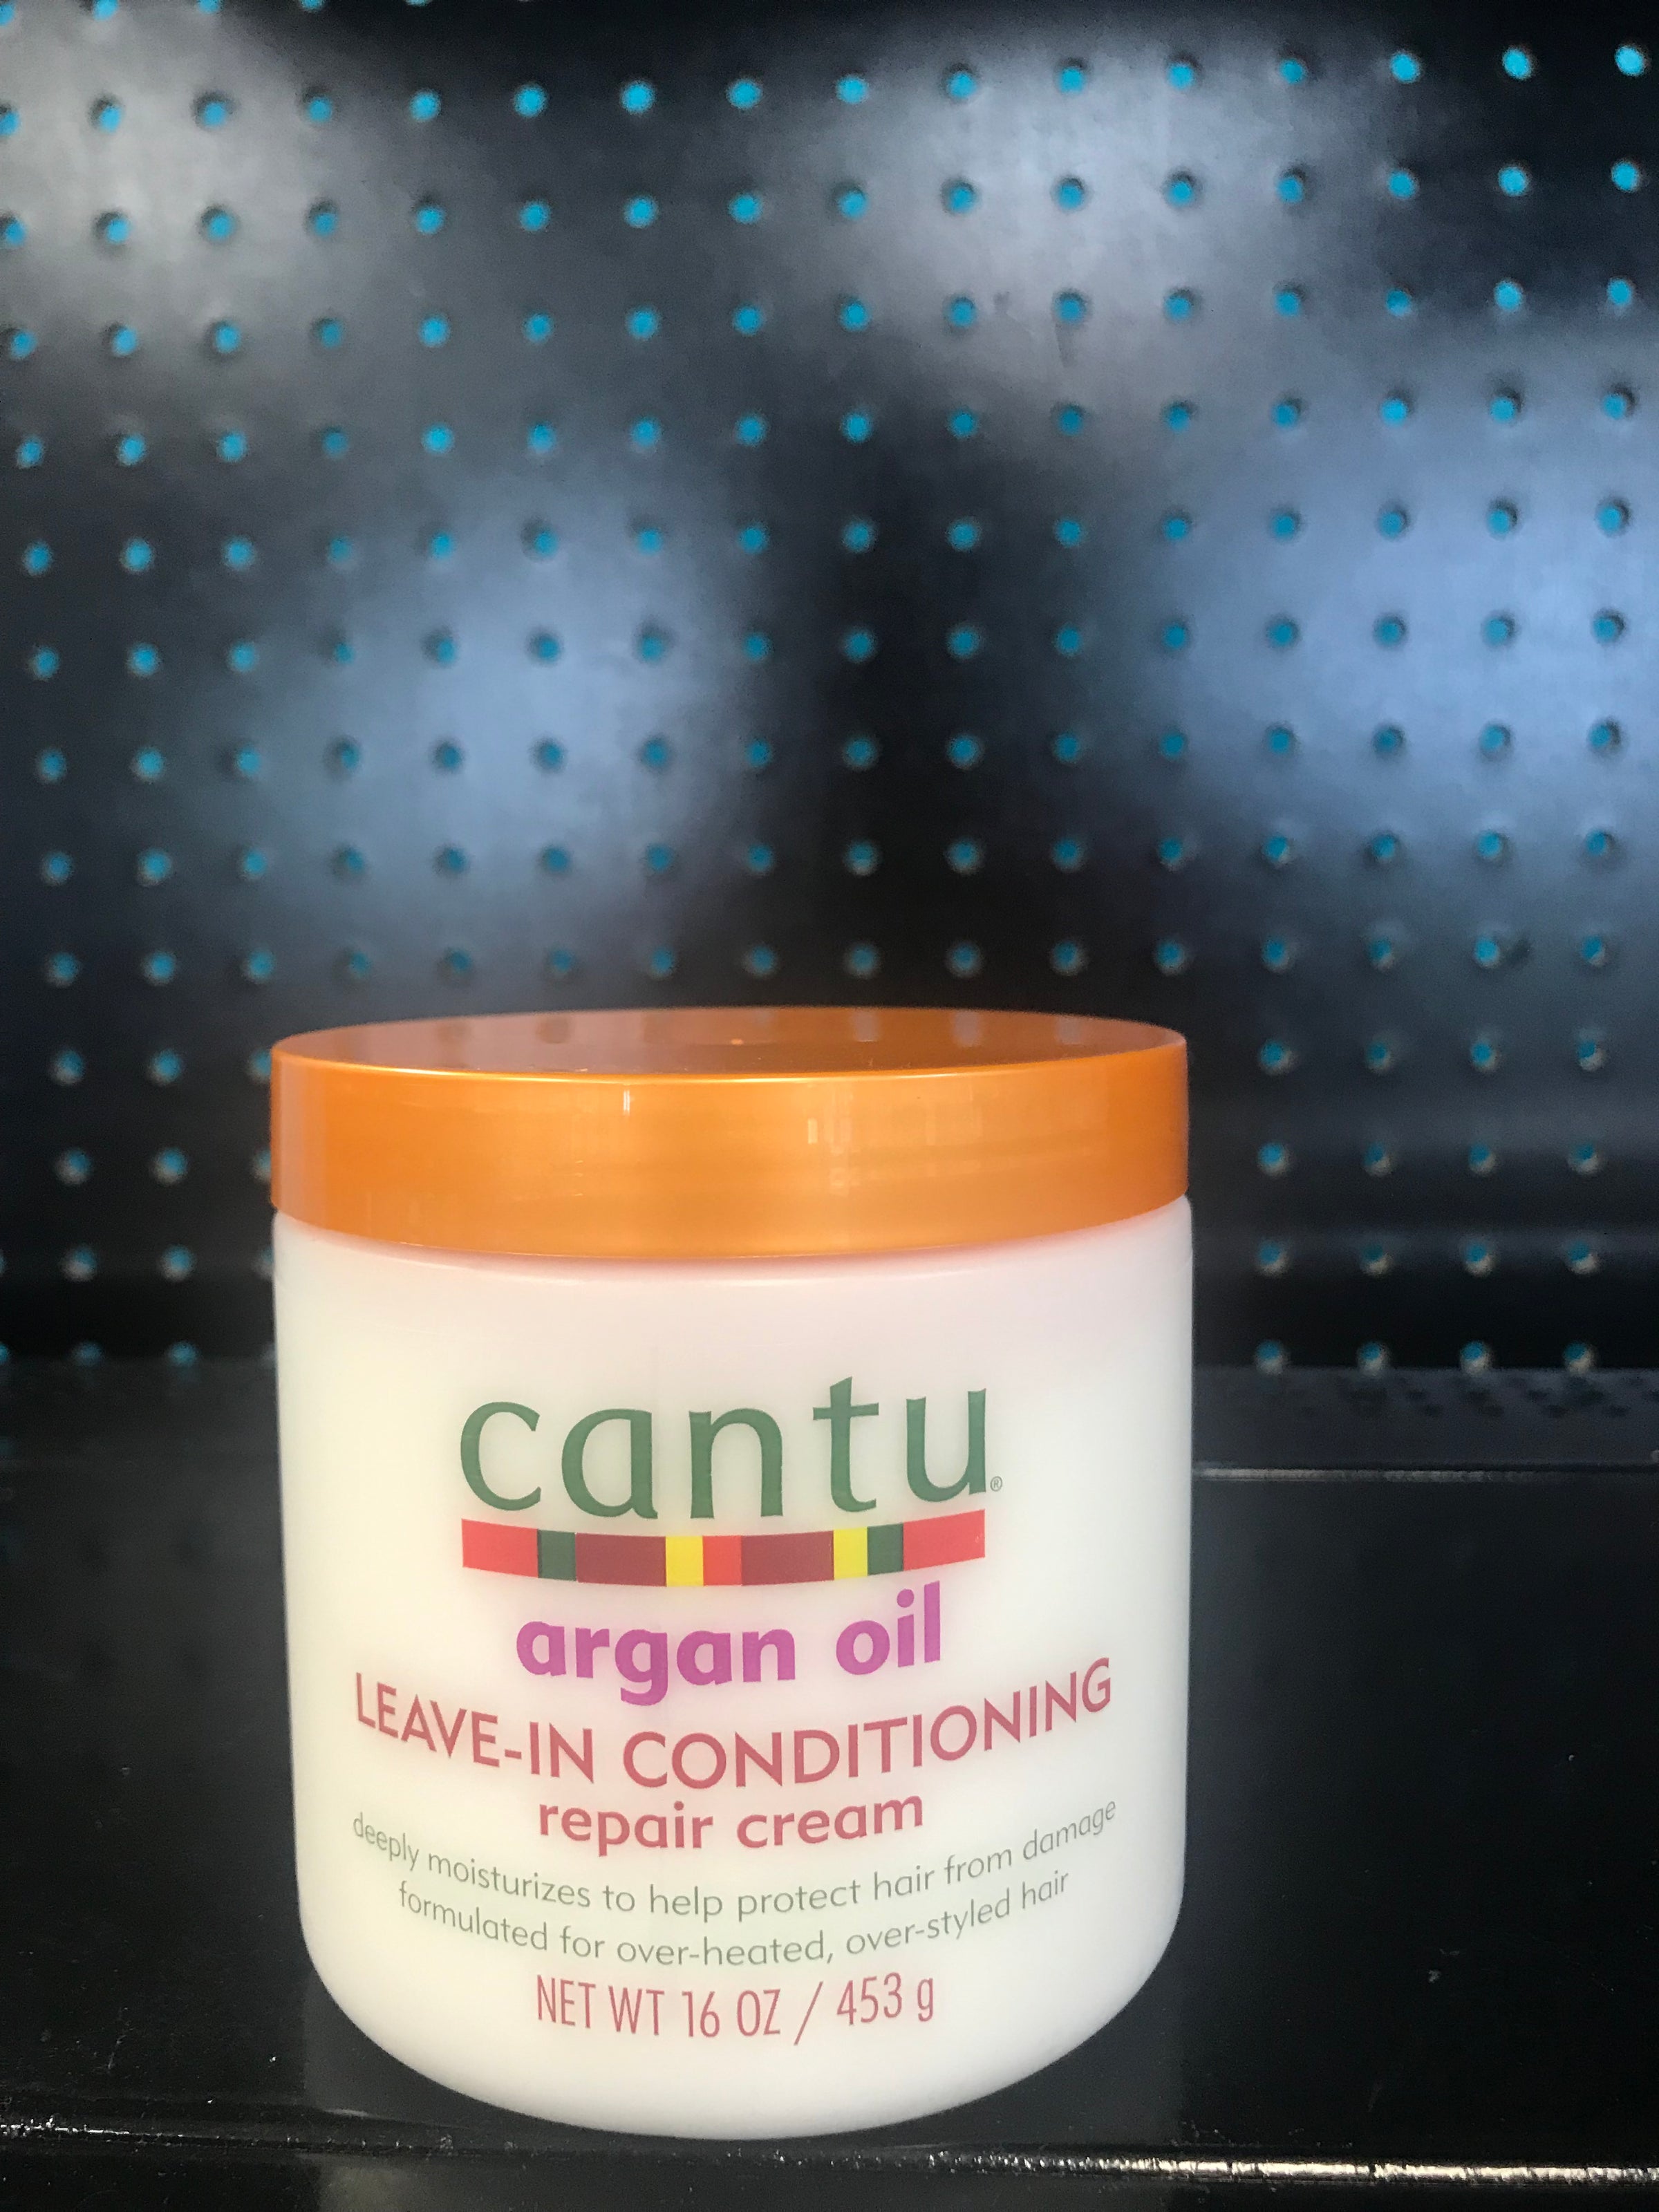 cantu®
argan oil
LEAVE-IN CONDITIONING
repair cream
deeply moisturizes to help protect hair from damage
formulated for over-heated, over-styled hair
NET WT 16 OZ / 453 g